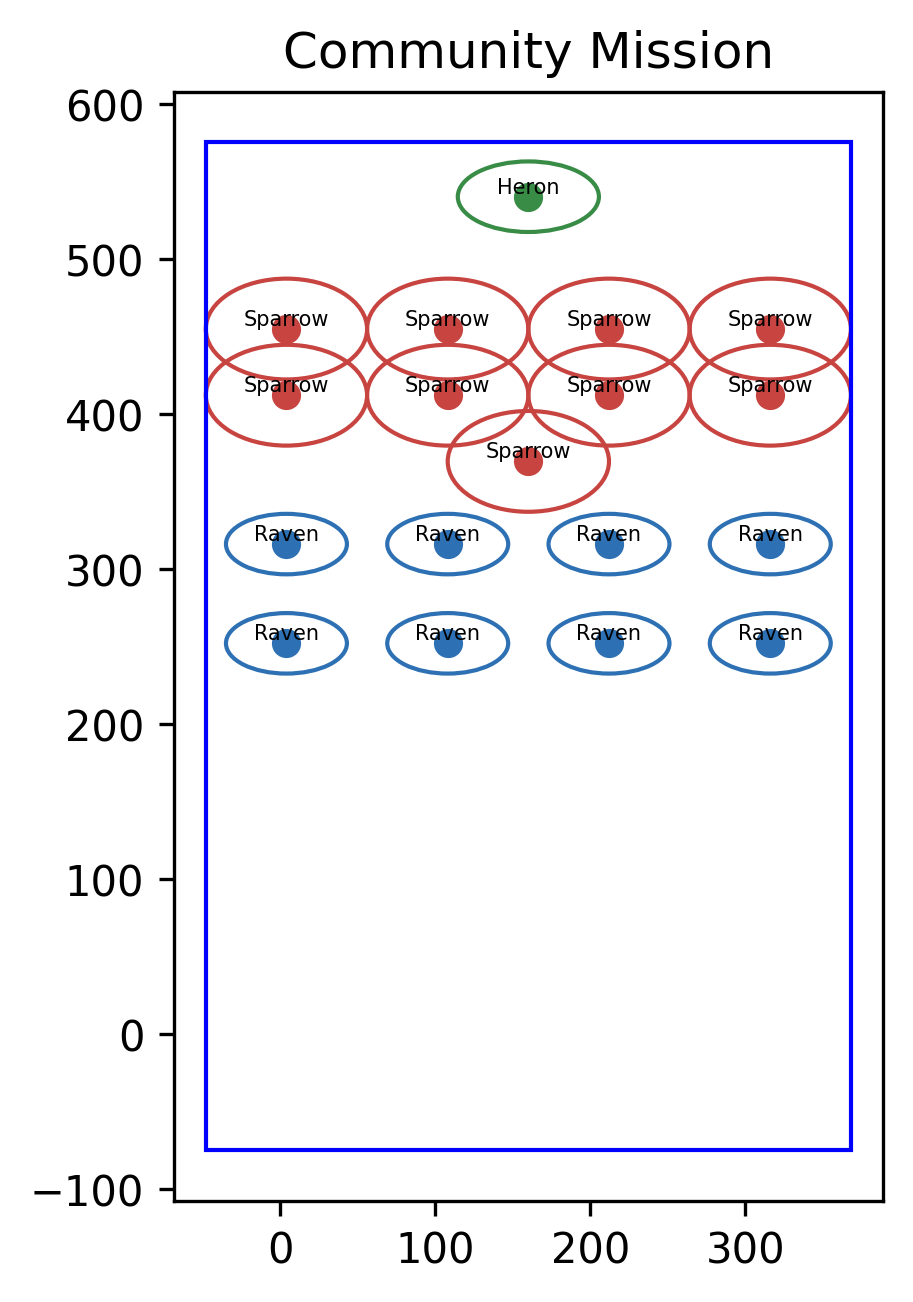 Community Mission
600
Heron
500
Sparrow Sparrow Sparrow Sparrow
Sparrow Sparrow Sparrow Sparrow
400
Sparrow
Raven Raven Raven Raven
300
Raven Raven Raven Raven
200
100
0
−100
0 100 200 300